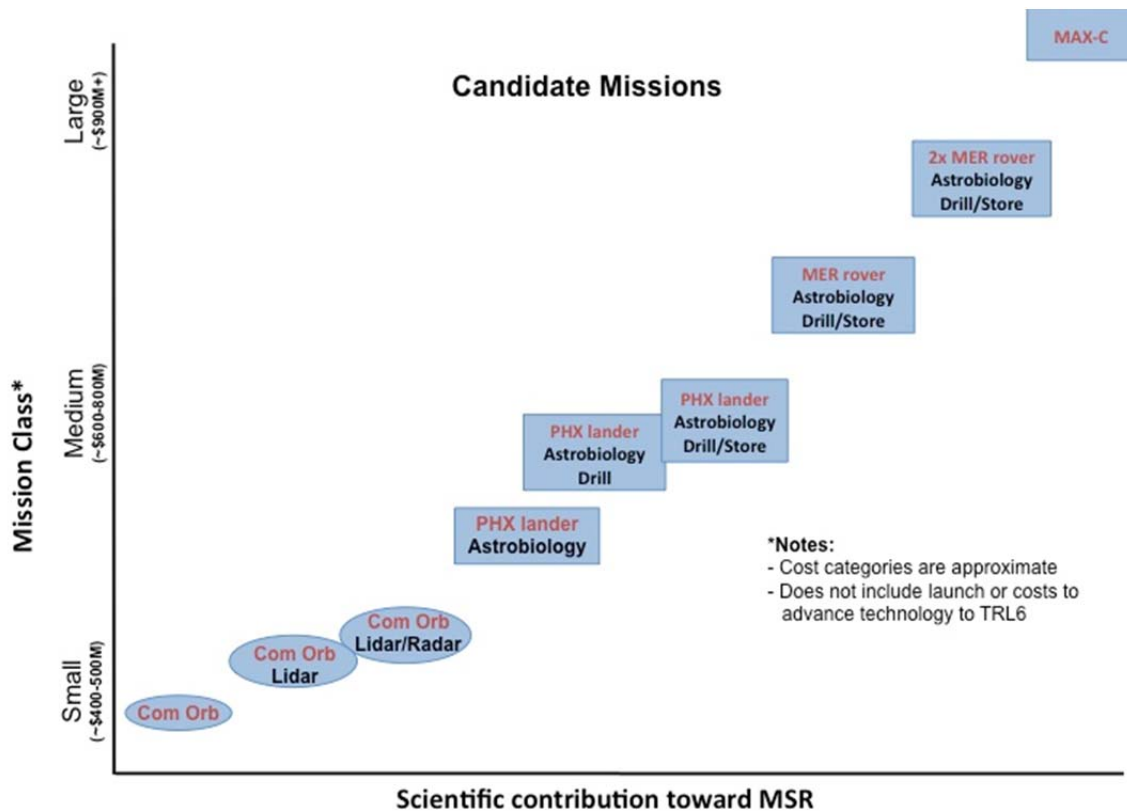 MAX-C
Candidate Missions
Large
(~$900M+)
2x MER rover
Astrobiology
Drill/Store
MER rover
Astrobiology
Drill/Store
Mission Class*
Medium
(~$600-800M)
PHX lander
Astrobiology
Drill/Store
PHX lander
Astrobiology
Drill
PHX lander
Astrobiology
*Notes:
- Cost categories are approximate
- Does not include launch or costs to
advance technology to TRL6
Com Orb
Lidar/Radar
Com Orb
Lidar
Small
(~$400-500M)
Com Orb
Scientific contribution toward MSR